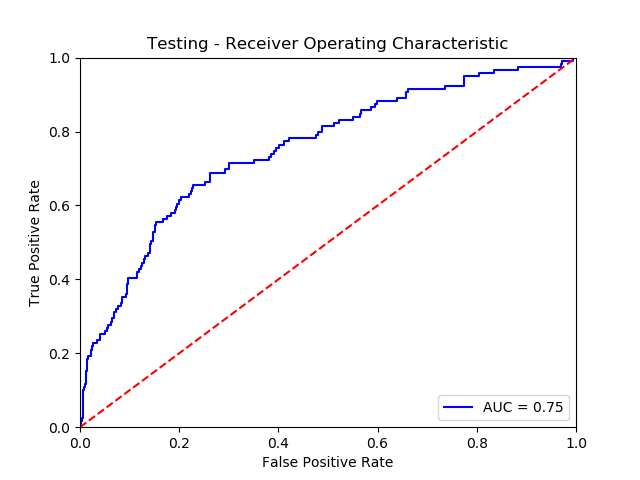 Testing - Receiver Operating Characteristic
1.0
0.8
0.6
0.4
0.2
0.0
True Positive Rate
AUC = 0.75
0.0 0.2 0.4 0.6 0.8 1.0
False Positive Rate